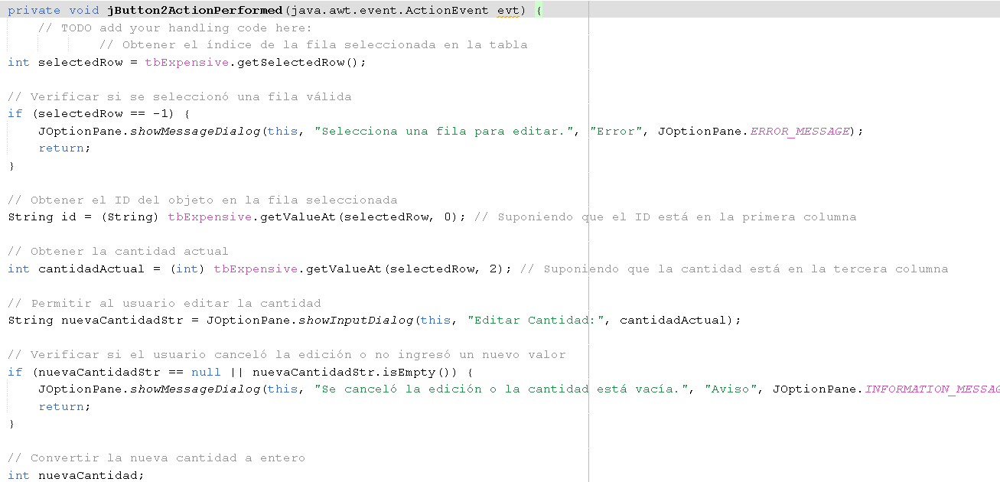 private void jButton2ActionPerformed(java.awt.event.ActionEvent evt) {
// TODO add your handling code here:
// Obtener el índice de la fila seleccionada en la tabla
int selectedRow = tbExpensive.getSelectedRow();
// Verificar si se seleccionó una fila válida
if (selectedRow == -1) {
JOptionPane.showMessageDialog(this, "Selecciona una fila para editar.", "Error", JOptionPane.ERROR_MESSAGE);
return;
}
// Obtener el ID del objeto en la fila seleccionada
String id = (String) tbExpensive.getValueAt(selectedRow, 0); // Suponiendo que el ID está en la primera columna
// Obtener la cantidad actual
int cantidadActual = (int) tbExpensive.getValueAt(selectedRow, 2); // Suponiendo que la cantidad está en la tercera columna
// Permitir al usuario editar la cantidad
String nuevaCantidadStr = JOptionPane.showInputDialog(this, "Editar Cantidad:", cantidadActual);
// Verificar si el usuario canceló la edición o no ingresó un nuevo valor
if (nuevaCantidadStr == null || nuevaCantidadStr.isEmpty()) {
JOptionPane.showMessageDialog(this, "Se canceló la edición o la cantidad está vacía.", "Aviso", JOptionPane.INFORMATION_MESSAG
return;
}
// Convertir la nueva cantidad a entero
int nuevaCantidad;